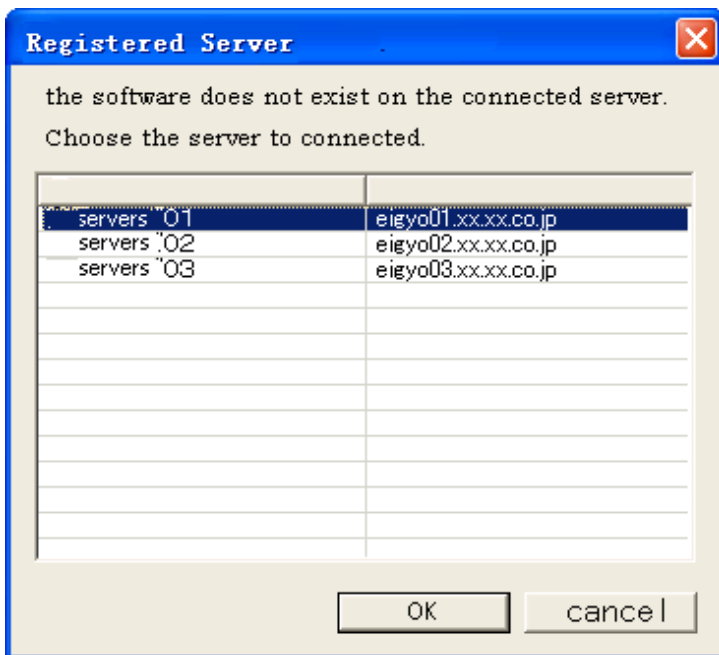 Registered Server
the software does not exist on the connected server.
Choose the server to connected.
servers 01 eigyo01.xx.xx.co.jp
servers 02 eigyo02.xx.xx.co.jp
servers 03 eigyo03.xx.xx.co.jp
OK cancel